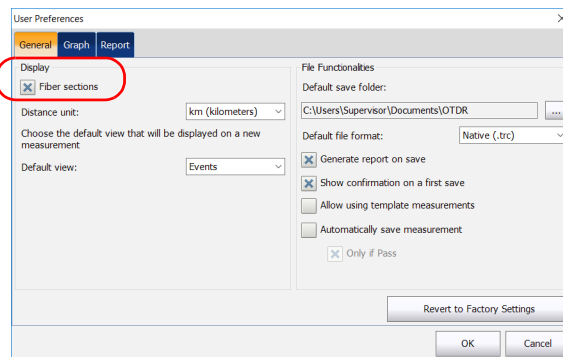 User Preferences
General Graph Report
Display
Fiber sections
Distance unit: km (kilometers)
Choose the default view that will be displayed on a new
measurement
Default view: Events
File Functionalities
Default save folder:
C:\Users\Supervisor\Documents\OTDR ...
Default file format: Native (.trc)
Generate report on save
Show confirmation on a first save
Allow using template measurements
Automatically save measurement
Only if Pass
Revert to Factory Settings
OK Cancel